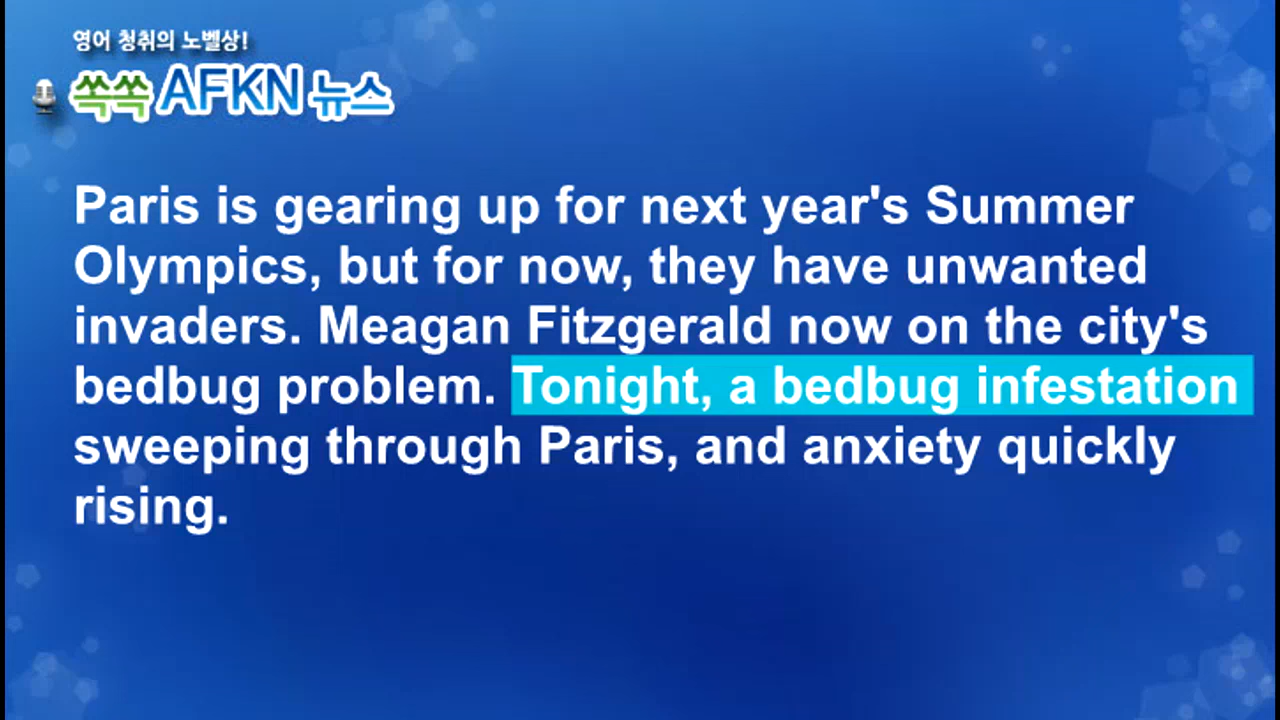 영어 청취의 노벨상!
쏙쏙 AFKN 뉴스
Paris is gearing up for next year's Summer
Olympics, but for now, they have unwanted
invaders. Meagan Fitzgerald now on the city's
bedbug problem. Tonight, a bedbug infestation
sweeping through Paris, and anxiety quickly
rising.